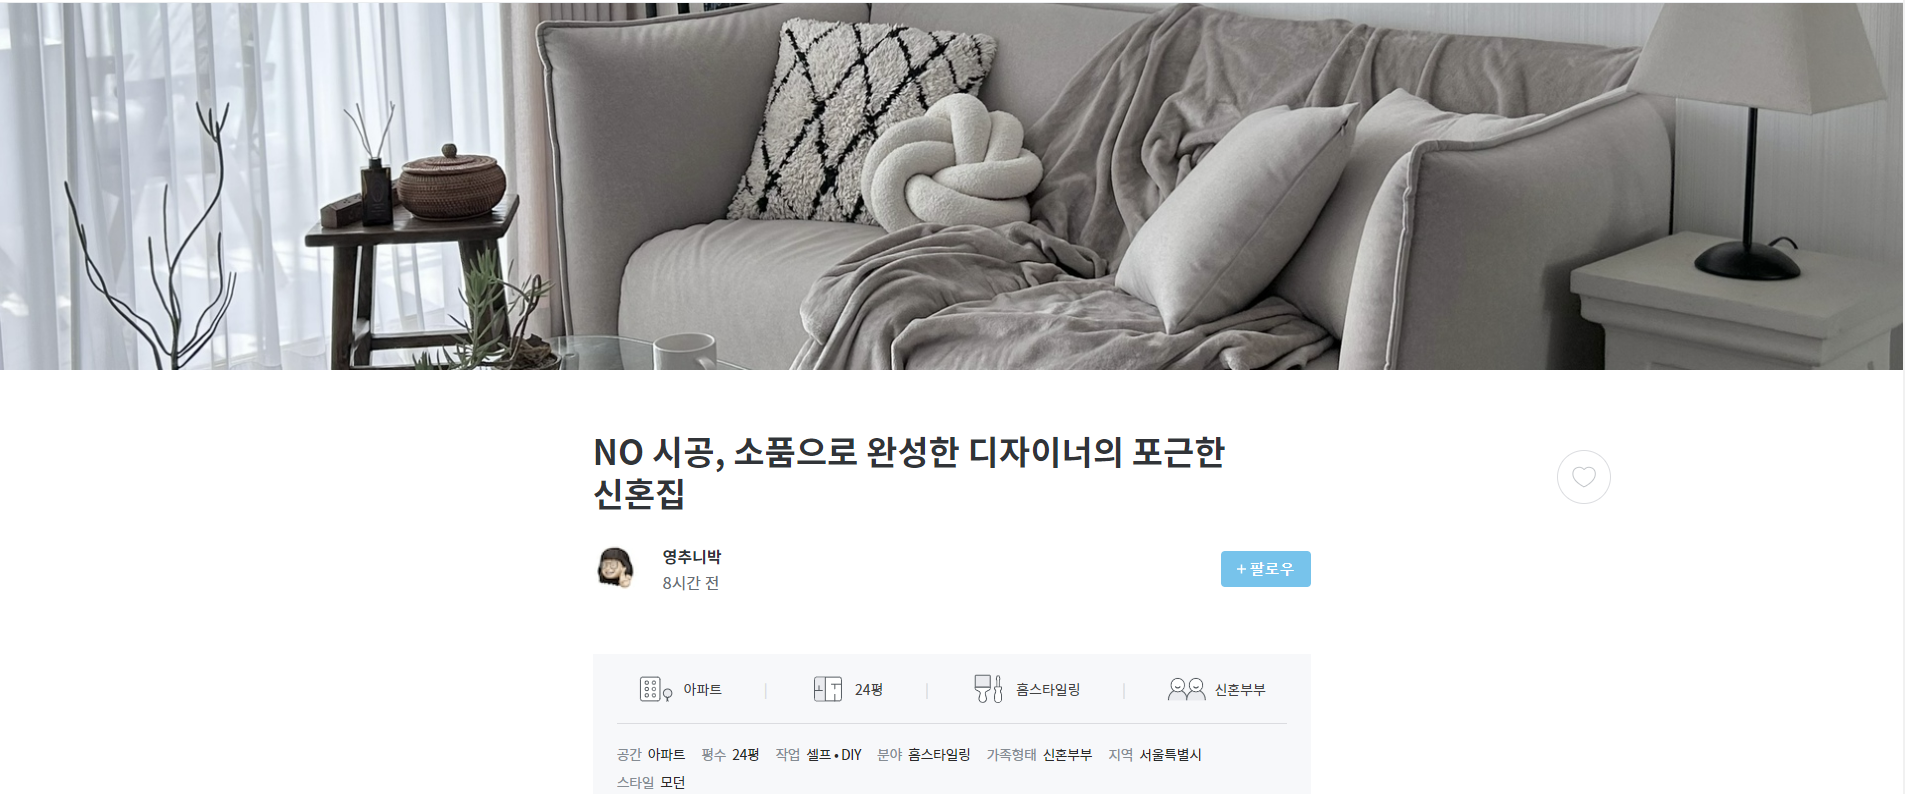 NO 시공, 소품으로 완성한 디자이너의 포근한
신혼집
영추니박
8시간 전
+ 팔로우
아파트 | 24평 | 홈스타일링 | 신혼부부
공간 아파트 평수 24평 작업 셀프 • DIY 분야 홈스타일링 가족형태 신혼부부 지역 서울특별시
스타일 모던